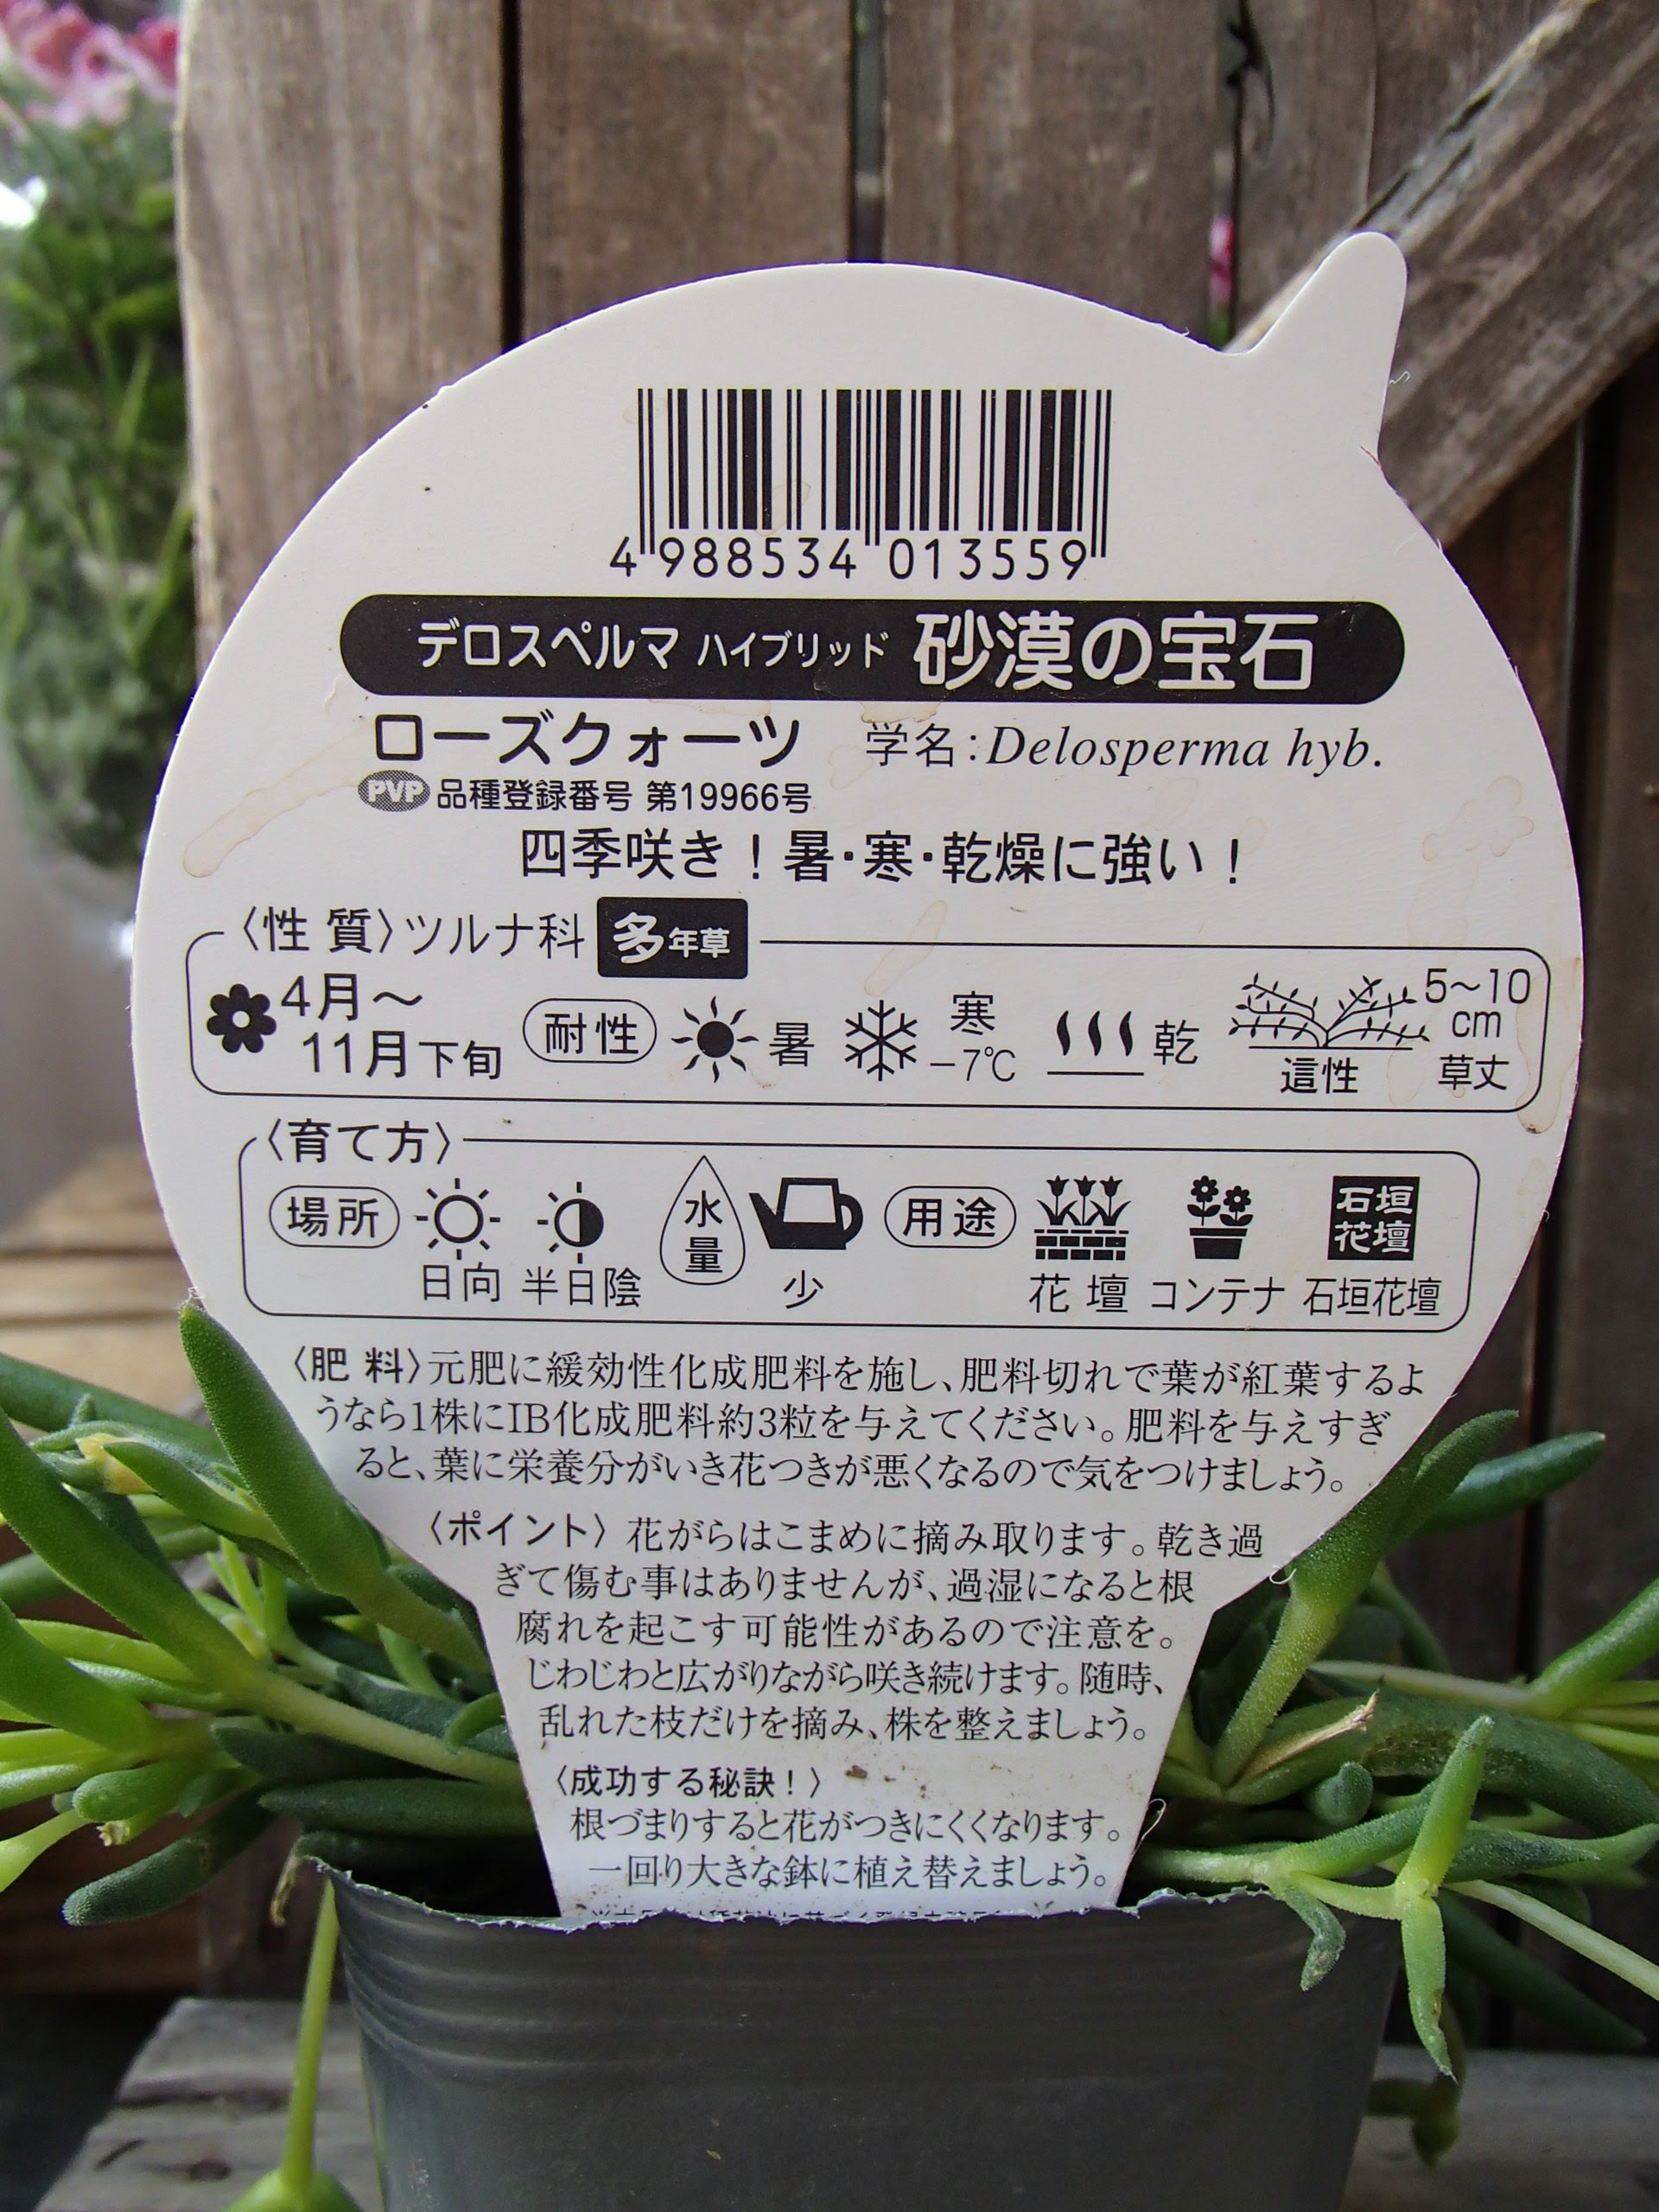 4 988534 013559
デロスペルマ ハイブリッド 砂漠の宝石
ローズクォーツ 学名:Delosperma hyb.
PVP 品種登録番号 第19966号
四季咲き!暑・寒・乾燥に強い!
〈性 質〉ツルナ科 多年草
4月〜
11月下旬
耐性 暑 寒 -7℃ 乾 這性 5〜10cm 草丈
〈育て方〉
場所 日向 半日陰 水量 少 用途 花壇 コンテナ 石垣花壇 石垣花壇
〈肥 料〉元肥に緩効性化成肥料を施し、肥料切れで葉が紅葉するよ
うなら1株にIB化成肥料約3粒を与えてください。肥料を与えすぎ
ると、葉に栄養分がいき花つきが悪くなるので気をつけましょう。
〈ポイント〉花がらはこまめに摘み取ります。乾き過
ぎて傷む事はありませんが、過湿になると根
腐れを起こす可能性があるので注意を。
じわじわと広がりながら咲き続けます。随時、
乱れた枝だけを摘み、株を整えましょう。
〈成功する秘訣!〉
根づまりすると花がつきにくくなります。
一回り大きな鉢に植え替えましょう。